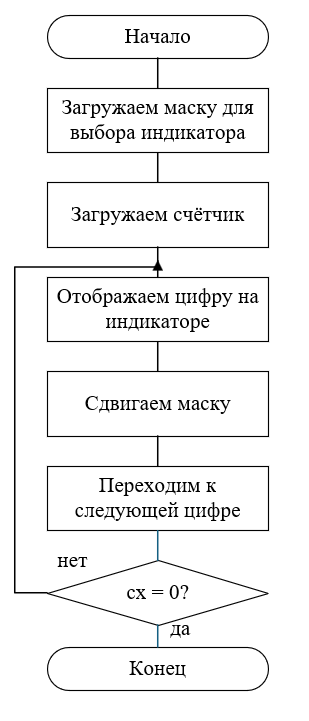 Начало
Загружаем маску для
выбора индикатора
Загружаем счётчик
Отображаем цифру на
индикаторе
Сдвигаем маску
Переходим к
следующей цифре
нет
cx = 0?
да
Конец